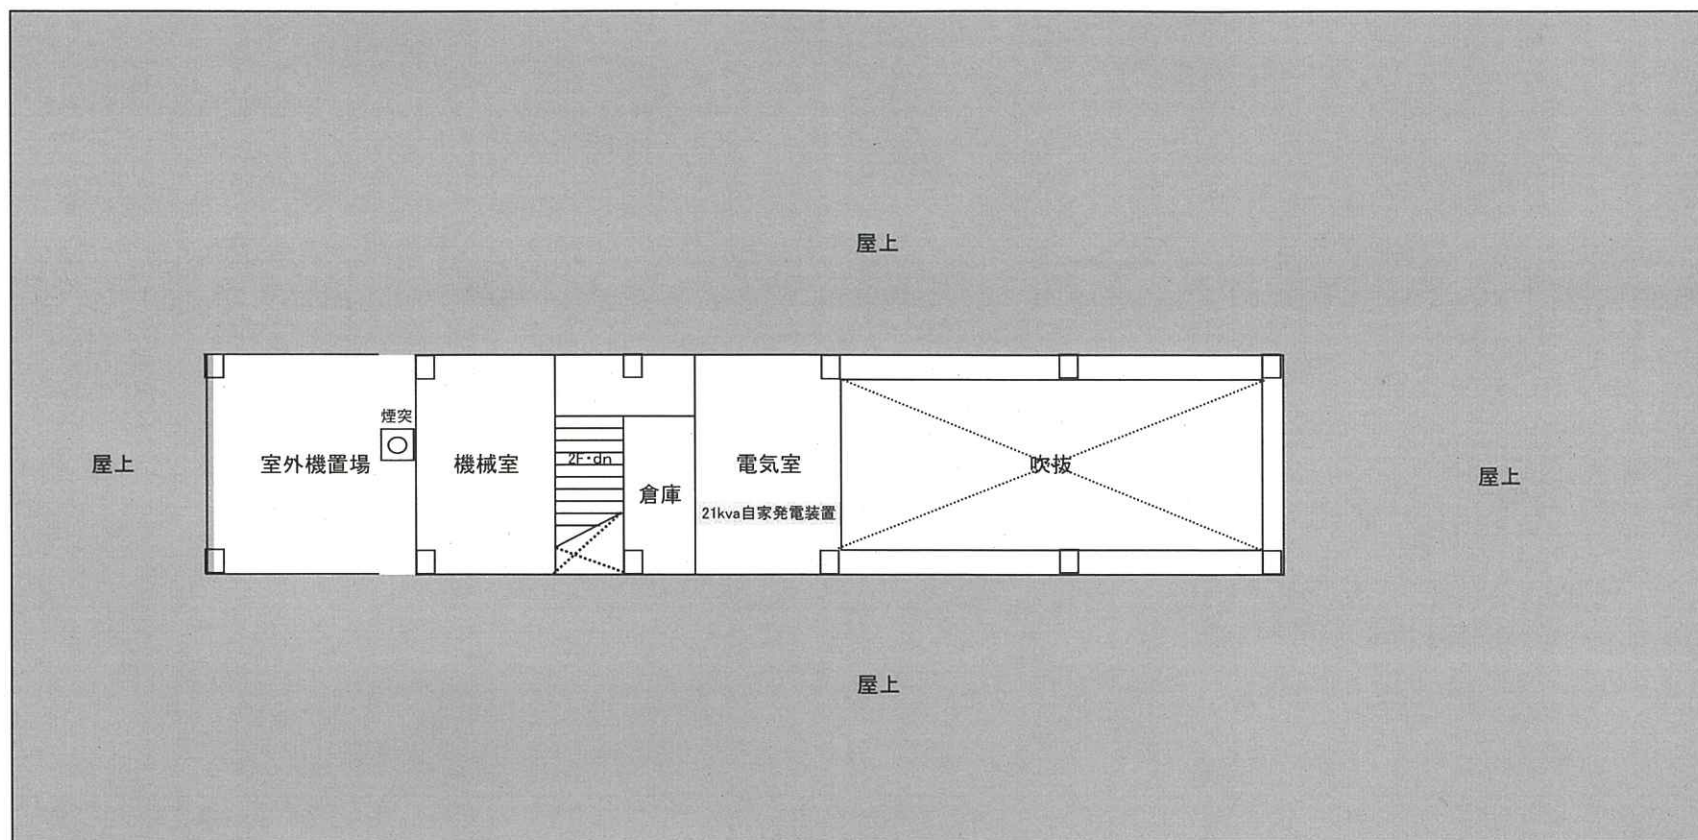 屋上
煙突
屋上
室外機置場
機械室
2F・dn
倉庫
電気室
21kva自家発電装置
吹抜
屋上
屋上